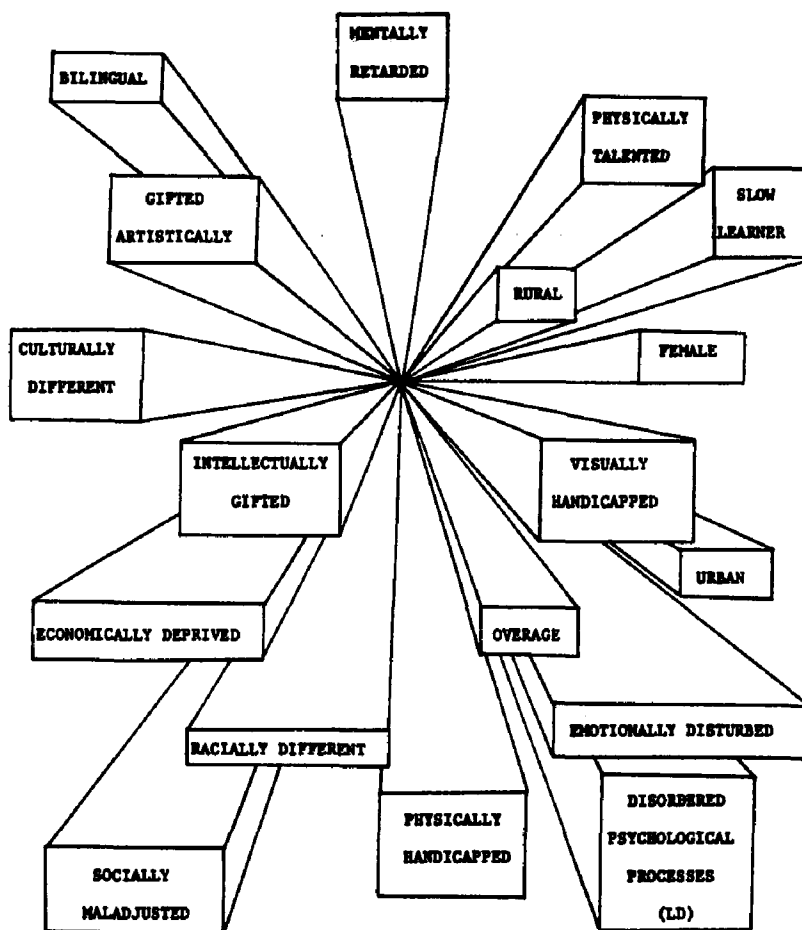 MENTALLY
RETARDED
BILINGUAL
PHYSICALLY
TALENTED
GIFTED
ARTISTICALLY
SLOW
LEARNER
RURAL
CULTURALLY
DIFFERENT
FEMALE
INTELLECTUALLY
GIFTED
VISUALLY
HANDICAPPED
URBAN
ECONOMICALLY DEPRIVED
OVERAGE
RACIALLY DIFFERENT
EMOTIONALLY DISTURBED
PHYSICALLY
HANDICAPPED
DISORDERED
PSYCHOLOGICAL
PROCESSES
(LD)
SOCIALLY
MALADJUSTED